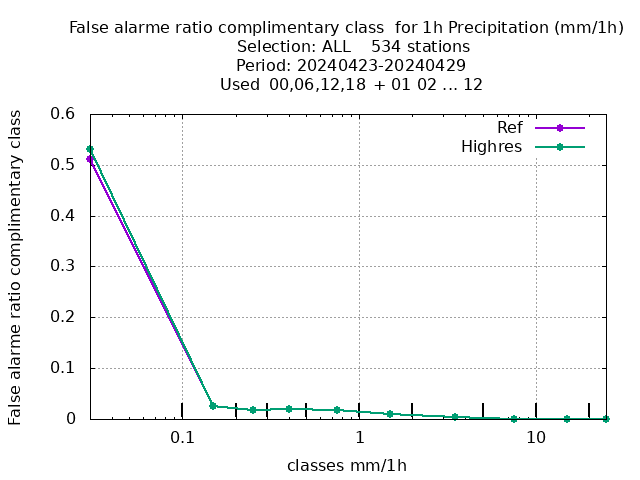 False alarme ratio complimentary class  for 1h Precipitation (mm/1h)
Selection: ALL    534 stations
Period: 20240423-20240429
Used  00,06,12,18  + 01 02 ... 12
Ref
Highres
False alarme ratio complimentary class
0.6
0.5
0.4
0.3
0.2
0.1
0
0.1
1
10
classes mm/1h